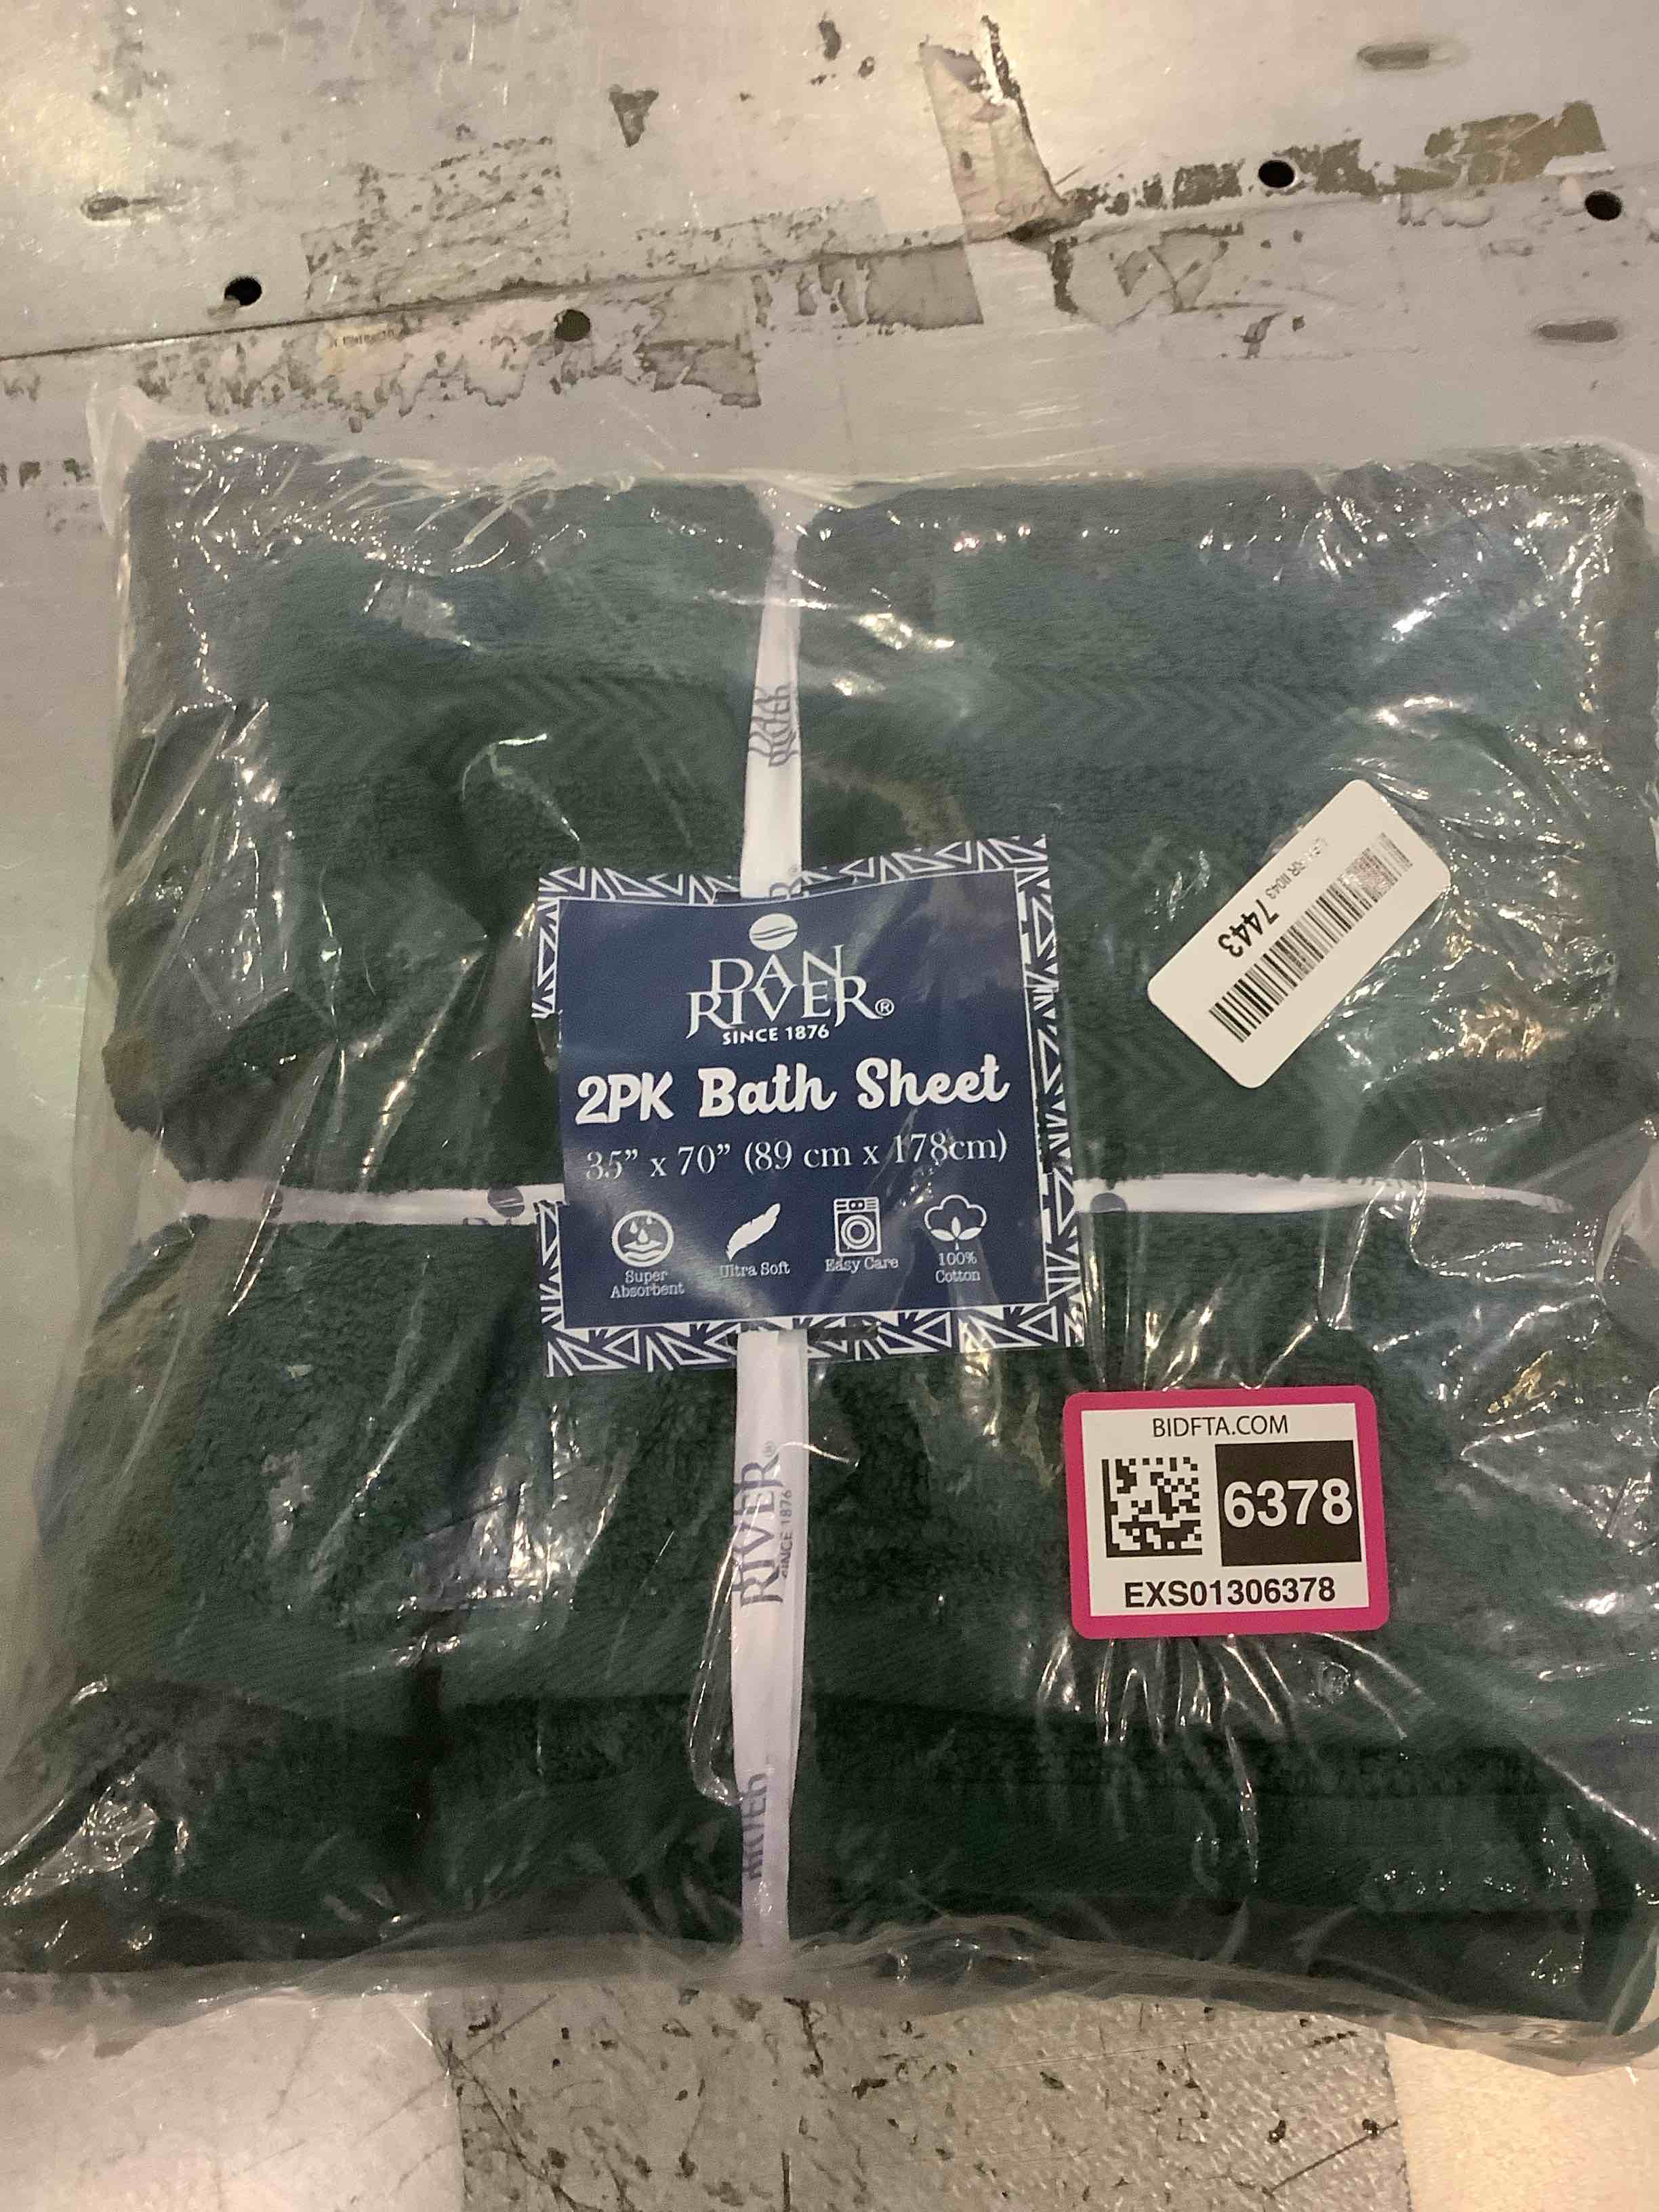 DAN
RIVER®
SINCE 1876
2PK Bath Sheet
35" x 70" (89 cm x 178cm)
Super
Absorbent
Ultra Soft
Easy Care
100%
Cotton
7443
BIDFTA.COM
6378
EXS01306378
RIVER®
SINCE 1876